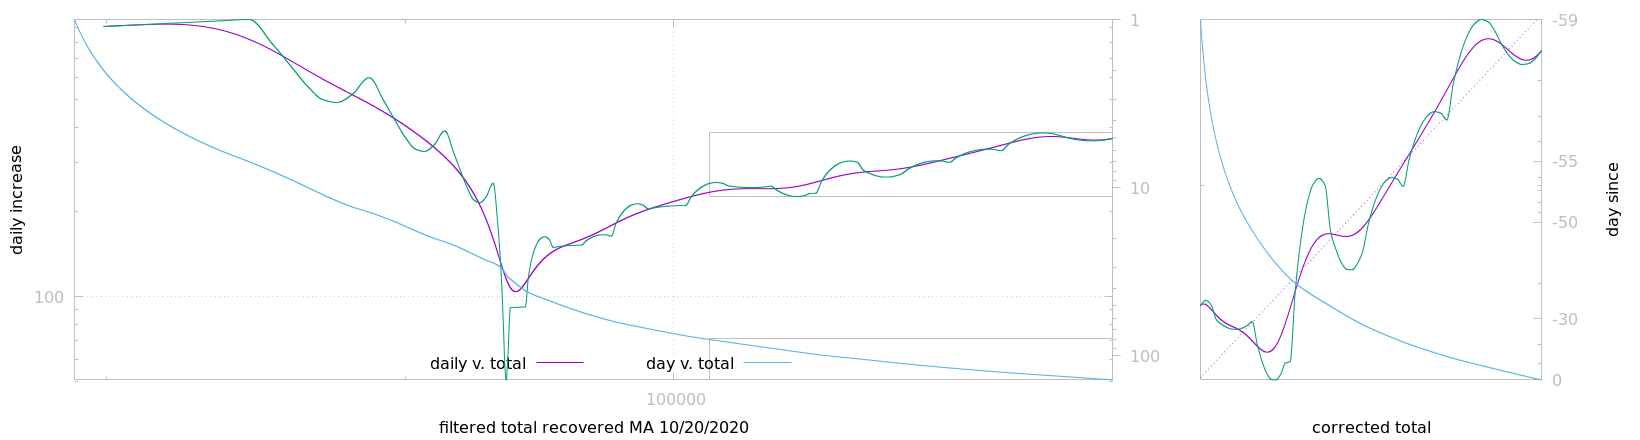 1
-59
daily increase
-55
10
day since
-50
100
-30
daily v. total
day v. total
100
0
100000
filtered total recovered MA 10/20/2020
corrected total